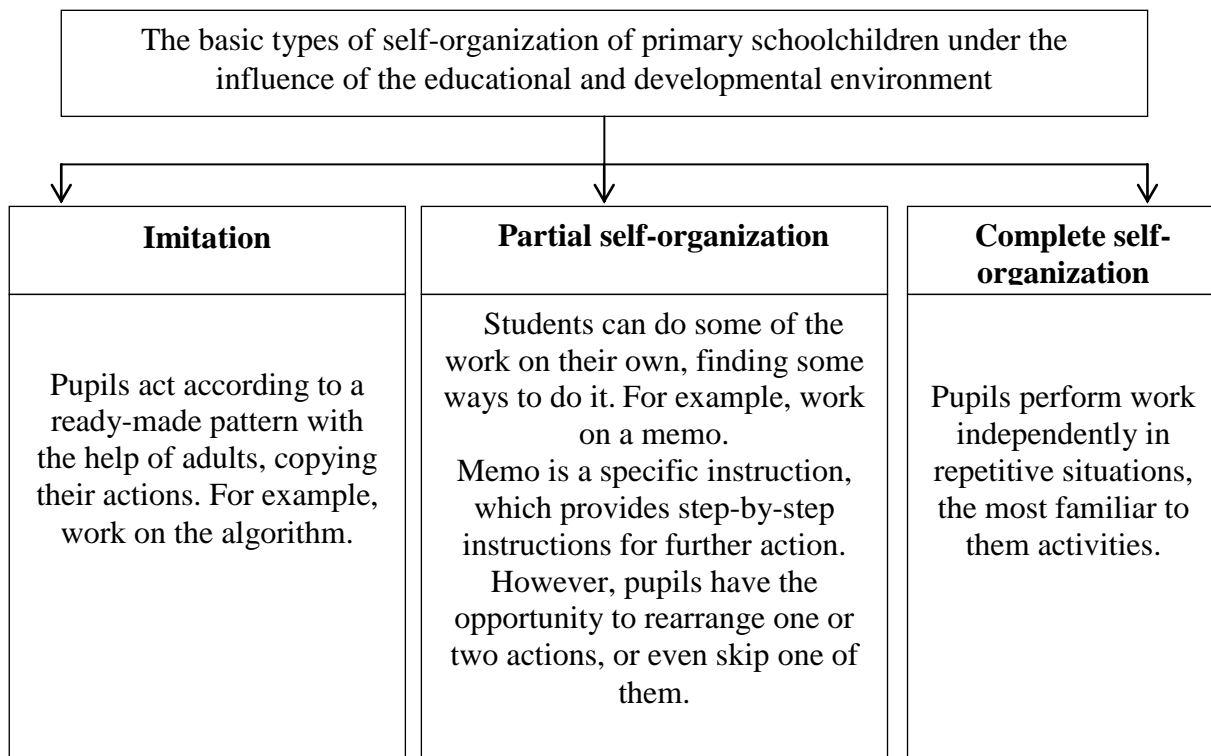 The basic types of self-organization of primary schoolchildren under the
influence of the educational and developmental environment
Imitation
Pupils act according to a
ready-made pattern with
the help of adults, copying
their actions. For example,
work on the algorithm.
Partial self-organization
Students can do some of the
work on their own, finding some
ways to do it. For example, work
on a memo.
Memo is a specific instruction,
which provides step-by-step
instructions for further action.
However, pupils have the
opportunity to rearrange one or
two actions, or even skip one of
them.
Complete self-
organization
Pupils perform work
independently in
repetitive situations,
the most familiar to
them activities.